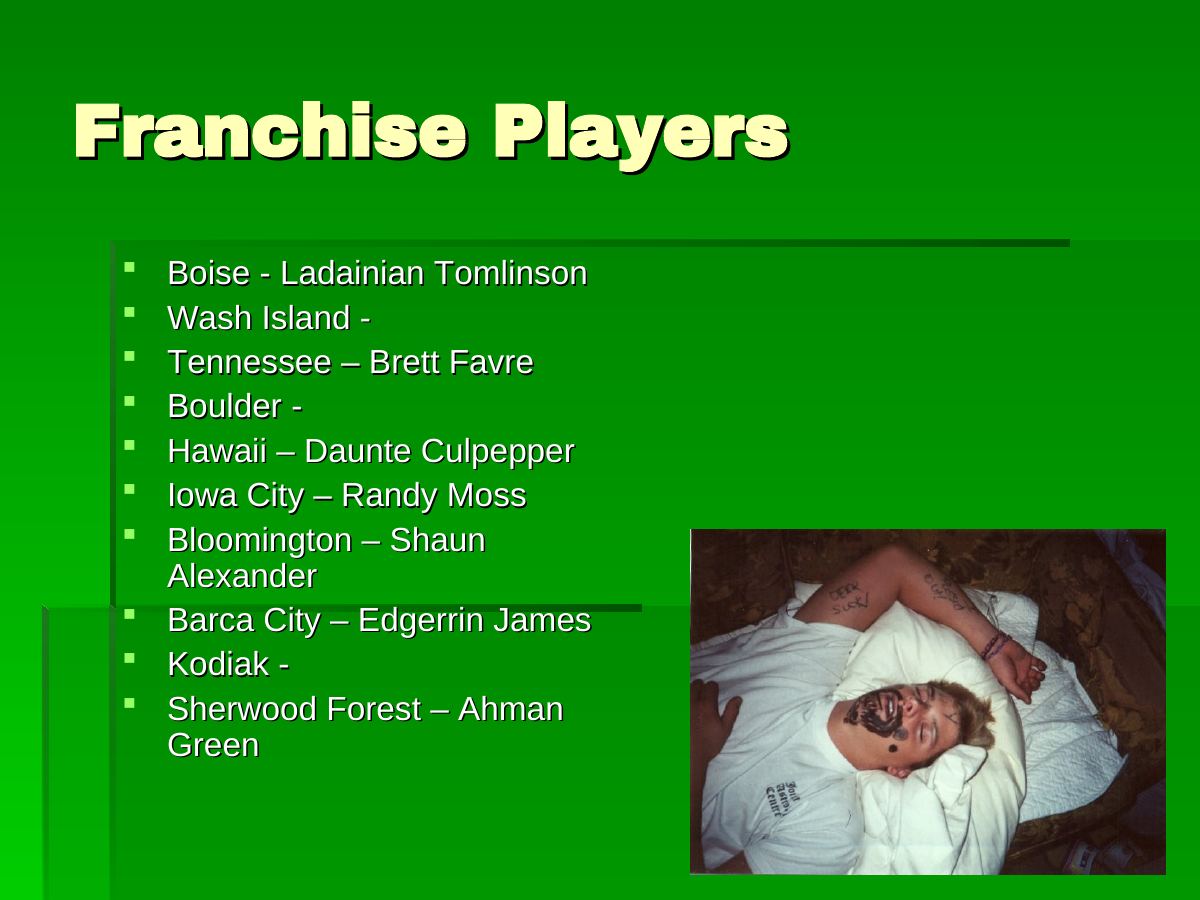 Franchise Players
Boise - Ladainian Tomlinson
Wash Island -
Tennessee – Brett Favre
Boulder -
Hawaii – Daunte Culpepper
Iowa City – Randy Moss
Bloomington – Shaun
Alexander
Barca City – Edgerrin James
Kodiak -
Sherwood Forest – Ahman
Green